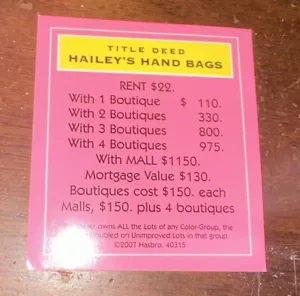 TITLE DEED
HAILEY'S HAND BAGS
RENT $22.
With 1 Boutique $ 110.
With 2 Boutiques 330.
With 3 Boutiques 800.
With 4 Boutiques 975.
With MALL $1150.
Mortgage Value $130.
Boutiques cost $150. each
Malls, $150. plus 4 boutiques
owns ALL the Lots of any Color-Group, the
on Unimproved Lots in that group.
©2007 Hasbro. 40315